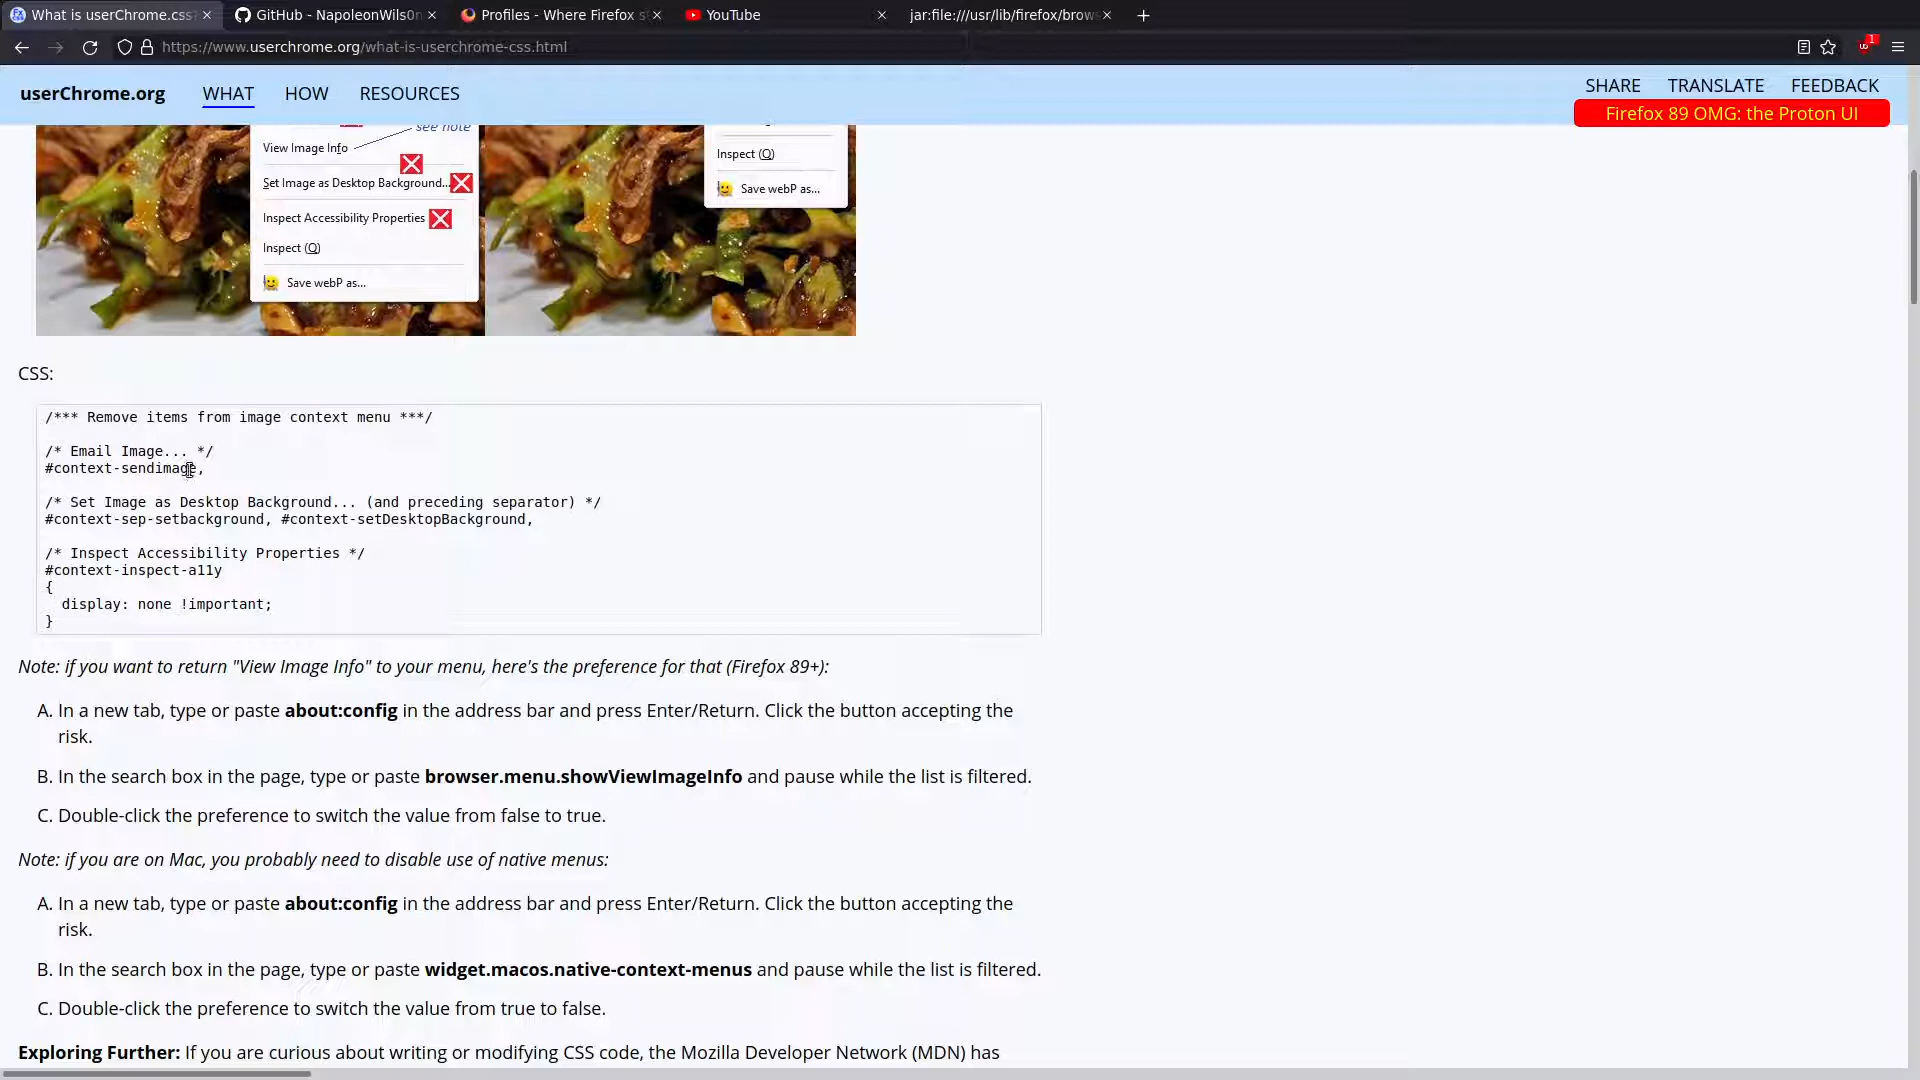 What is userChrome.css?
GitHub - NapoleonWils0n
Profiles - Where Firefox s
YouTube
jar:file:///usr/lib/firefox/brow
https://www.userchrome.org/what-is-userchrome-css.html
1
userChrome.org
WHAT
HOW
RESOURCES
SHARE
TRANSLATE
FEEDBACK
Firefox 89 OMG: the Proton UI
see note
View Image Info
Set Image as Desktop Background...
Inspect Accessibility Properties
Inspect (Q)
Save webP as...
Inspect (Q)
Save webP as...
CSS:
/*** Remove items from image context menu ***/
/* Email Image... */
#context-sendimage,
/* Set Image as Desktop Background... (and preceding separator) */
#context-sep-setbackground, #context-setDesktopBackground,
/* Inspect Accessibility Properties */
#context-inspect-a11y
{
display: none !important;
}
Note: if you want to return "View Image Info" to your menu, here's the preference for that (Firefox 89+):
A. In a new tab, type or paste about:config in the address bar and press Enter/Return. Click the button accepting the
risk.
B. In the search box in the page, type or paste browser.menu.showViewImageInfo and pause while the list is filtered.
C. Double-click the preference to switch the value from false to true.
Note: if you are on Mac, you probably need to disable use of native menus:
A. In a new tab, type or paste about:config in the address bar and press Enter/Return. Click the button accepting the
risk.
B. In the search box in the page, type or paste widget.macos.native-context-menus and pause while the list is filtered.
C. Double-click the preference to switch the value from true to false.
Exploring Further: If you are curious about writing or modifying CSS code, the Mozilla Developer Network (MDN) has